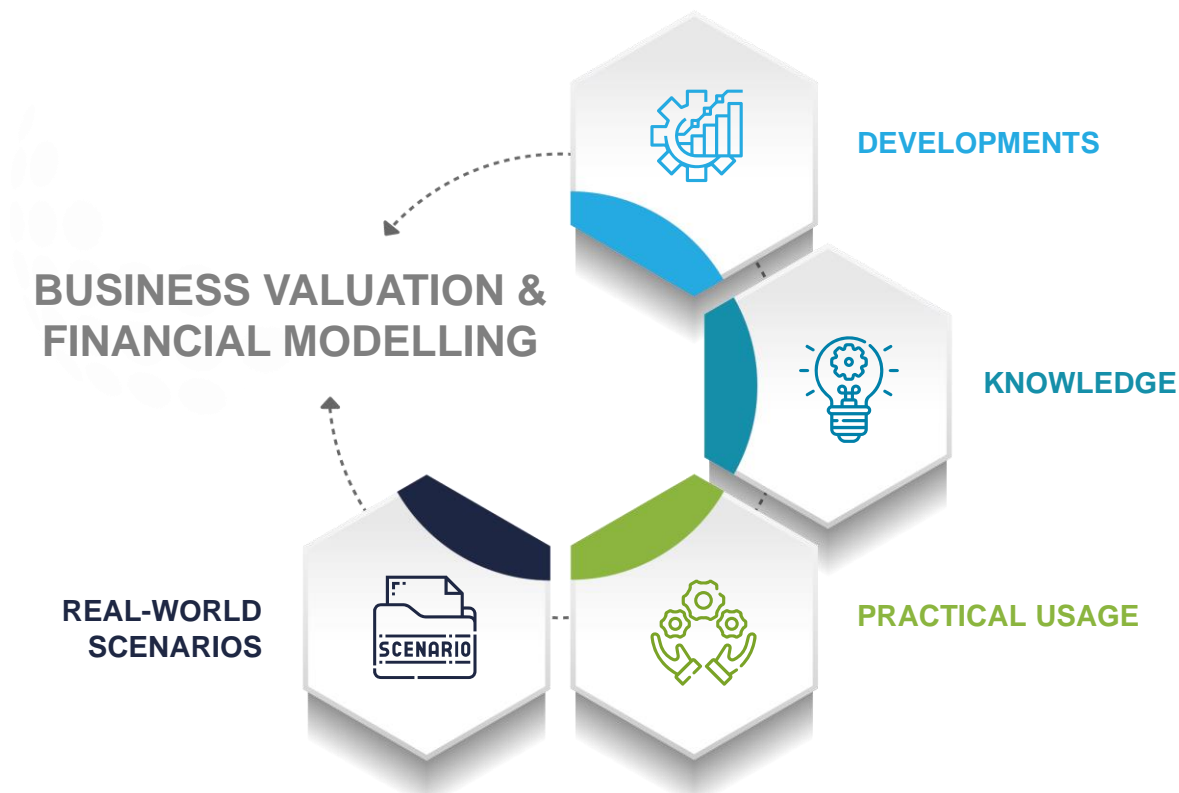 DEVELOPMENTS
BUSINESS VALUATION &
FINANCIAL MODELLING
KNOWLEDGE
REAL-WORLD
SCENARIOS
SCENARIO
PRACTICAL USAGE